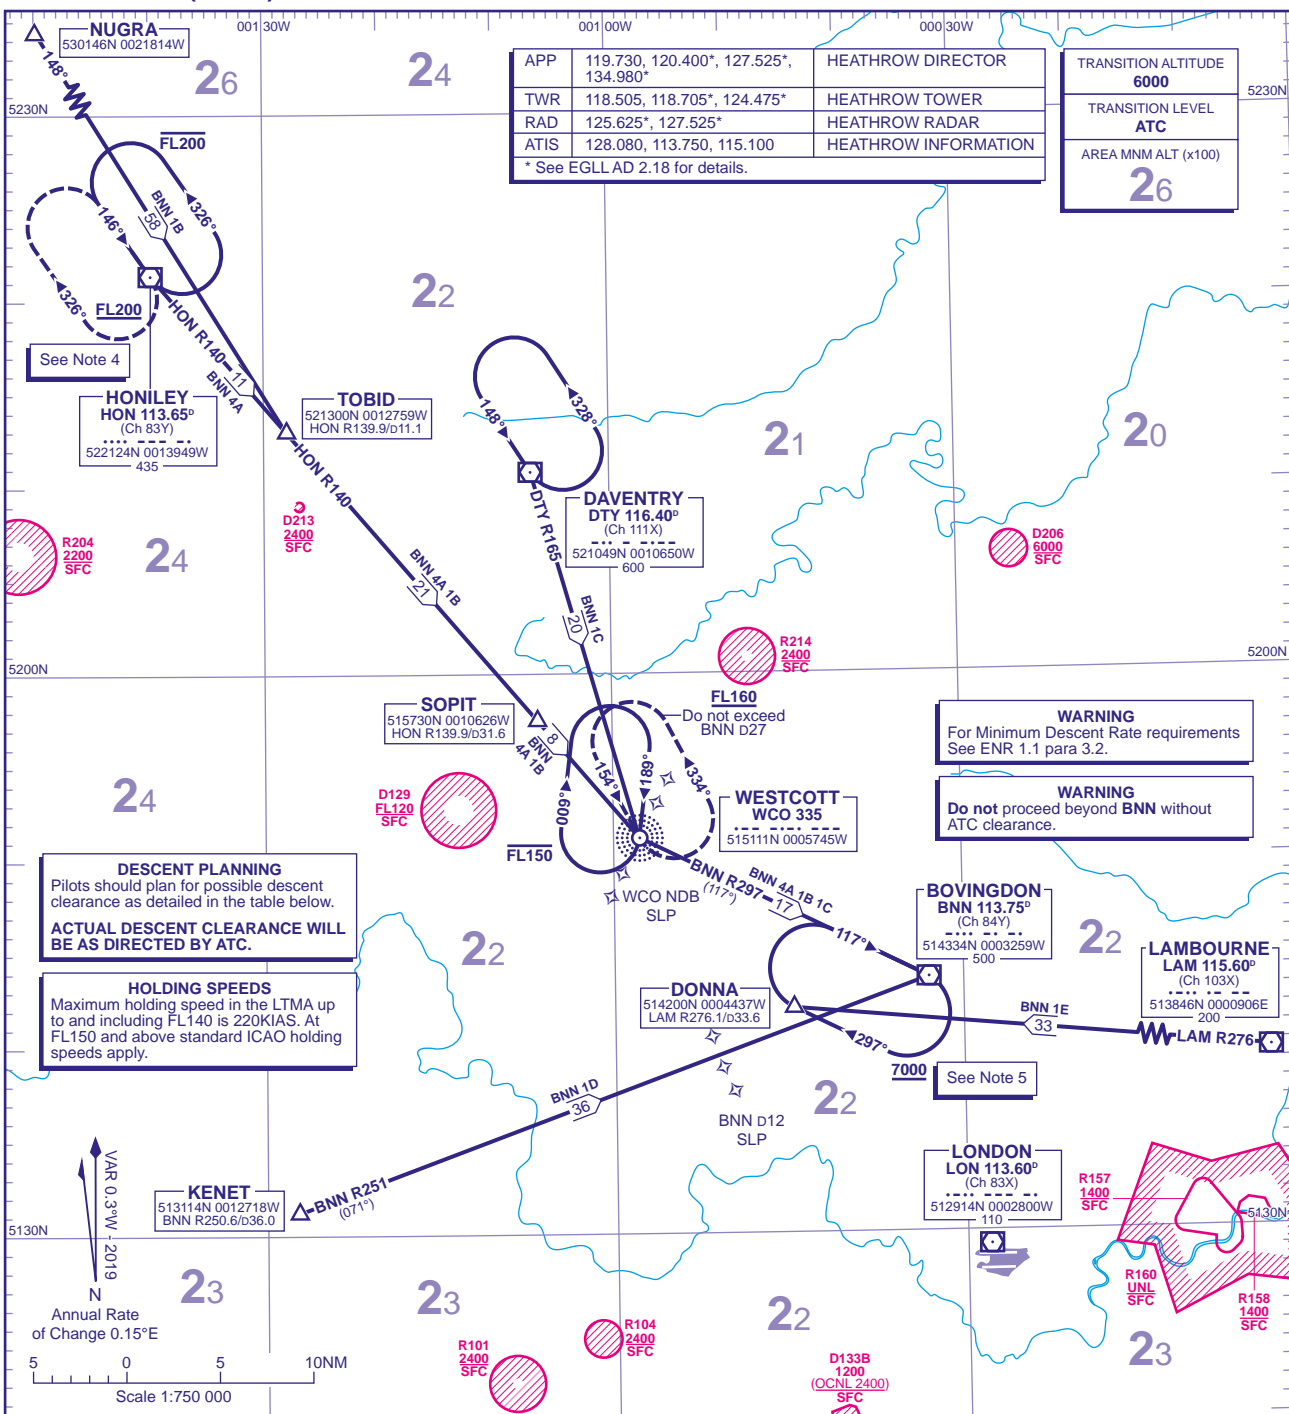 NUGRA
530146N 0021814W
00130W
00100W
00030W
148°
26
24
APP 119.730, 120.400*, 127.525*, 134.980* HEATHROW DIRECTOR
TWR 118.505, 118.705*, 124.475* HEATHROW TOWER
RAD 125.625*, 127.525* HEATHROW RADAR
ATIS 128.080, 113.750, 115.100 HEATHROW INFORMATION
* See EGLL AD 2.18 for details.
TRANSITION ALTITUDE
6000
TRANSITION LEVEL
ATC
AREA MNM ALT (x100)
26
5230N
5230N
FL200
BNN 1B
58
326°
146°
326°
FL200
HON R140
See Note 4
11
BNN 4A
22
HONILEY
HON 113.65D
(Ch 83Y)
522124N 0013949W
435
TOBID
521300N 0012759W
HON R139.9/D11.1
HON R140
148°
328°
21
20
DTY R165
DAVENTRY
DTY 116.40D
(Ch 111X)
521049N 0010650W
600
D213
2400
SFC
R204
2200
SFC
24
D206
6000
SFC
BNN 4A 1B
21
BNN 1C
20
R214
2400
SFC
5200N
5200N
SOPIT
515730N 0010626W
HON R139.9/D31.6
8
BNN
4A 1B
FL160
Do not exceed
BNN D27
154°
189°
334°
009°
WARNING
For Minimum Descent Rate requirements
See ENR 1.1 para 3.2.
24
D129
FL120
SFC
WESTCOTT
WCO 335
515111N 0005745W
WARNING
Do not proceed beyond BNN without
ATC clearance.
FL150
DESCENT PLANNING
Pilots should plan for possible descent
clearance as detailed in the table below.
ACTUAL DESCENT CLEARANCE WILL
BE AS DIRECTED BY ATC.
WCO NDB
SLP
BNN R297
(117°)
BNN 4A 1B 1C
17
117°
BOVINGDON
BNN 113.75D
(Ch 84Y)
514334N 0003259W
500
22
22
LAMBOURNE
LAM 115.60D
(Ch 103X)
513846N 0000906E
200
HOLDING SPEEDS
Maximum holding speed in the LTMA up
to and including FL140 is 220KIAS. At
FL150 and above standard ICAO holding
speeds apply.
DONNA
514200N 0004437W
LAM R276.1/D33.6
BNN 1E
33
LAM R276
297°
7000
See Note 5
BNN 1D
36
22
BNN D12
SLP
VAR 0.3°W - 2019
N
Annual Rate
of Change 0.15°E
KENET
513114N 0012718W
BNN R250.6/D36.0
BNN R251
(071°)
LONDON
LON 113.60D
(Ch 83X)
512914N 0002800W
110
R157
1400
SFC
5130N
5130N
R160
UNL
SFC
R158
1400
SFC
23
23
22
23
R101
2400
SFC
R104
2400
SFC
D133B
1200
(OCNL 2400)
SFC
5 0 5 10NM
Scale 1:750 000